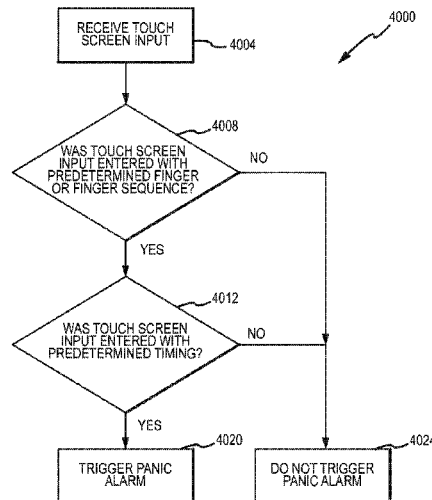 RECEIVE TOUCH
SCREEN INPUT
4004
4000
4008
WAS TOUCH SCREEN
INPUT ENTERED WITH
PREDETERMINED FINGER
OR FINGER SEQUENCE?
NO
YES
4012
WAS TOUCH SCREEN
INPUT ENTERED WITH
PREDETERMINED TIMING?
NO
YES
4020
TRIGGER PANIC
ALARM
4024
DO NOT TRIGGER
PANIC ALARM